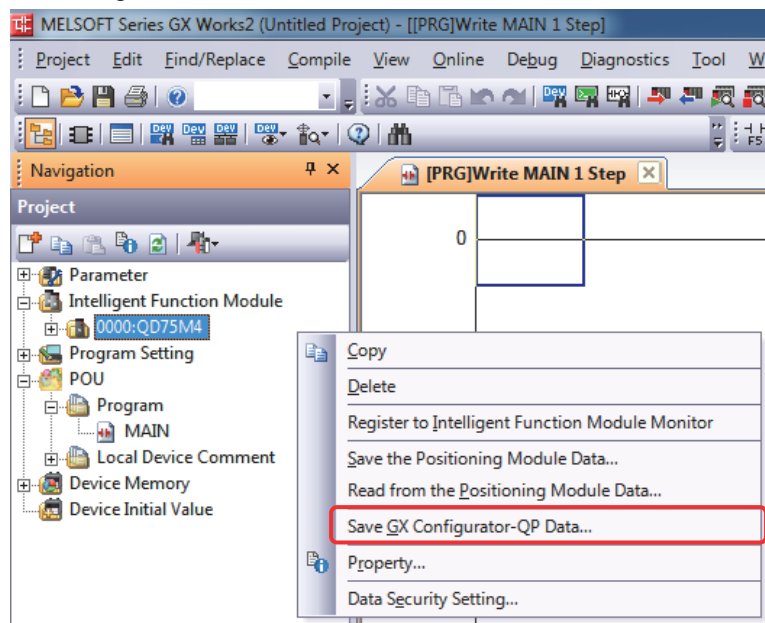 MELSOFT Series GX Works2 (Untitled Project) - [[PRG]Write MAIN 1 Step]
Project Edit Find/Replace Compile View Online Debug Diagnostics Tool W
Navigation
[PRG]Write MAIN 1 Step
Project
0
Parameter
Intelligent Function Module
0000:QD75M4
Program Setting
POU
Program
MAIN
Local Device Comment
Device Memory
Device Initial Value
Copy
Delete
Register to Intelligent Function Module Monitor
Save the Positioning Module Data...
Read from the Positioning Module Data...
Save GX Configurator-QP Data...
Property...
Data Security Setting...